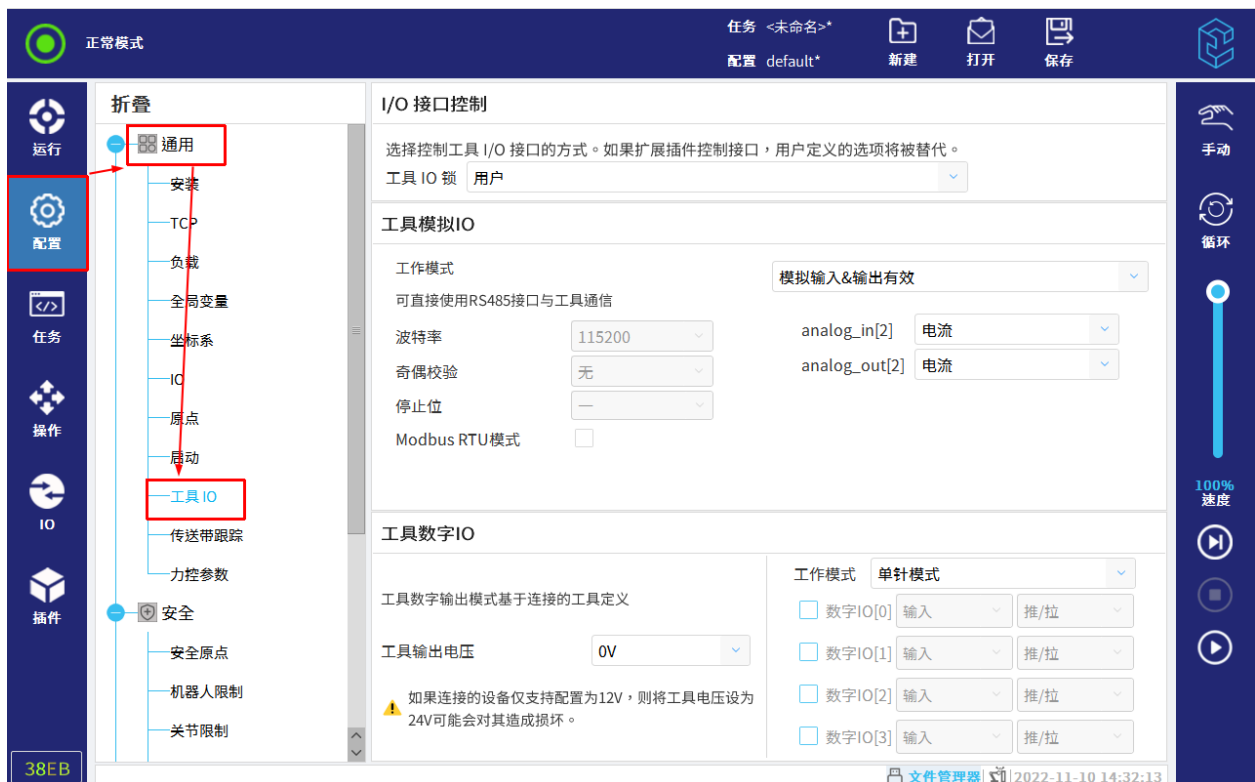 正常模式
任务 <未命名>*
配置 default*
新建
打开
保存
运行
配置
任务
操作
IO
插件
38EB
折叠
通用
安装
TCP
负载
全局变量
坐标系
IO
原点
启动
工具 IO
传送带跟踪
力控参数
安全
安全原点
机器人限制
关节限制
I/O 接口控制
选择控制工具 I/O 接口的方式。如果扩展插件控制接口，用户定义的选项将被替代。
工具 IO 锁 用户
工具模拟IO
工作模式 模拟输入&输出有效
可直接使用RS485接口与工具通信
波特率 115200 analog_in[2] 电流
奇偶校验 无 analog_out[2] 电流
停止位 一
Modbus RTU模式
工具数字IO
工作模式 单针模式
工具数字输出模式基于连接的工具定义
数字IO[0] 输入 推/拉
工具输出电压 0V
数字IO[1] 输入 推/拉
如果连接的设备仅支持配置为12V，则将工具电压设为
24V可能会对其造成损坏。
数字IO[2] 输入 推/拉
数字IO[3] 输入 推/拉
文件管理器 2022-11-10 14:32:13
手动
循环
100%
速度